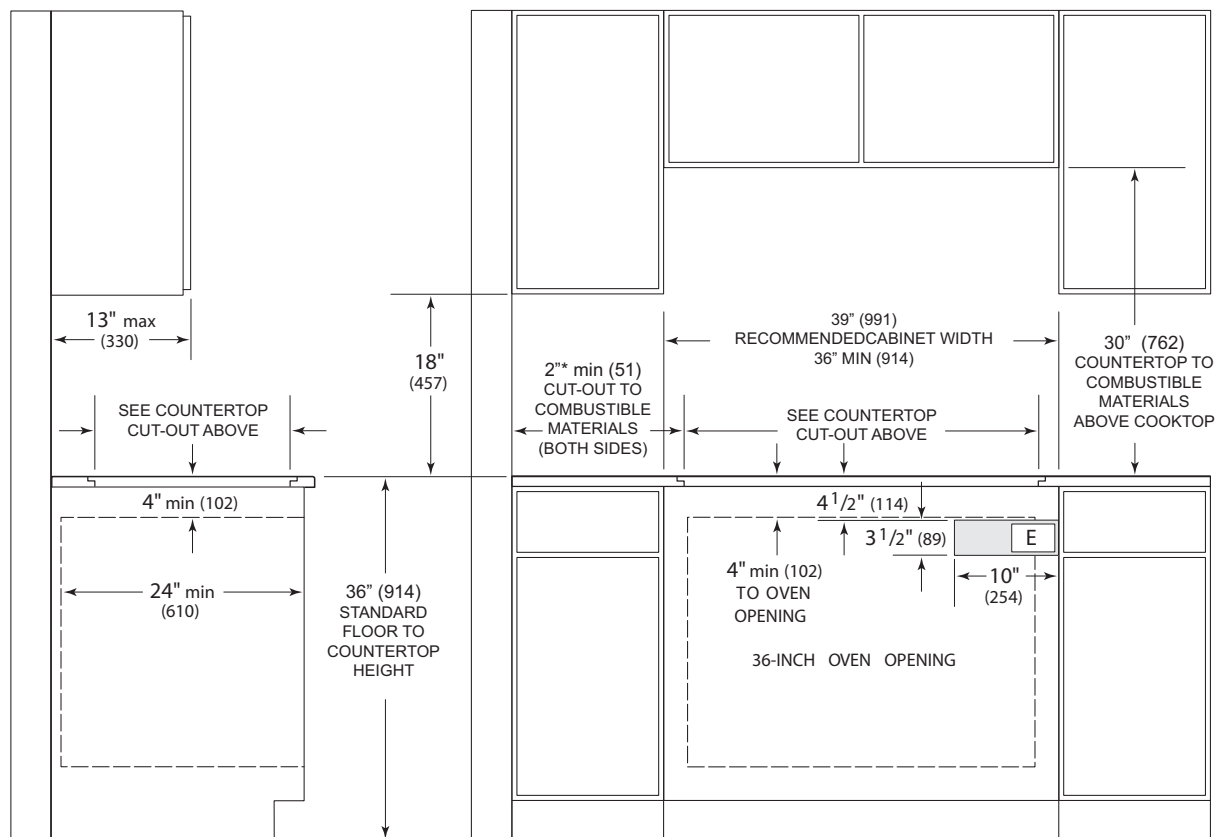 13" max
(330)
SEE COUNTERTOP
CUT-OUT ABOVE
4" min (102)
24" min
(610)
36” (914)
STANDARD
FLOOR TO
COUNTERTOP
HEIGHT
18"
(457)
2”* min (51)
CUT-OUT TO
COMBUSTIBLE
MATERIALS
(BOTH SIDES)
39” (991)
RECOMMENDEDCABINET WIDTH
36” MIN (914)
SEE COUNTERTOP
CUT-OUT ABOVE
30” (762)
COUNTERTOP TO
COMBUSTIBLE
MATERIALS
ABOVE COOKTOP
4 1/2" (114)
3 1/2" (89)
E
10"
(254)
4" min (102)
TO OVEN
OPENING
36-INCH OVEN OPENING